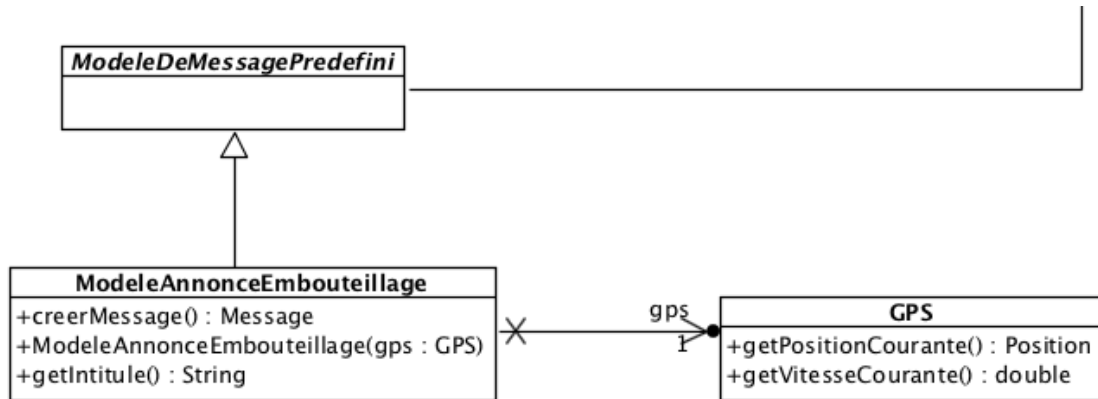 ModeleDeMessagePredefini
ModeleAnnonceEmbouteillage
+creerMessage() : Message
+ModeleAnnonceEmbouteillage(gps : GPS)
+getIntitule() : String
gps
1
GPS
+getPositionCourante() : Position
+getVitesseCourante() : double